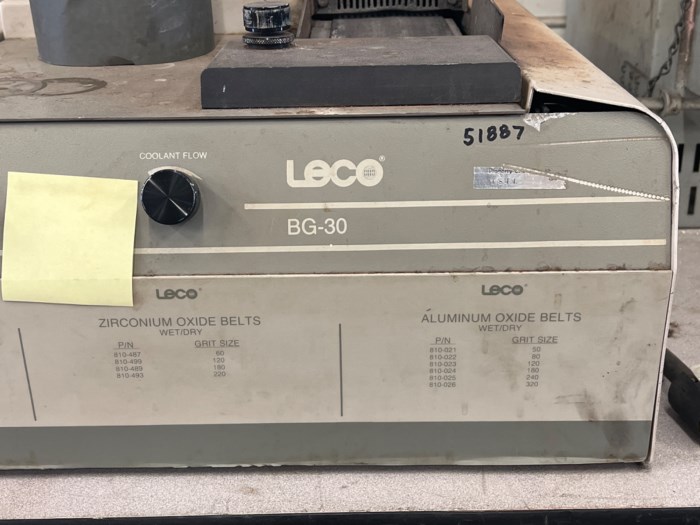 51887
COOLANT FLOW
LECO®
BG-30
LECO®
ZIRCONIUM OXIDE BELTS
WET/DRY
P/N GRIT SIZE
810-487 60
810-499 120
810-489 180
810-493 220
LECO®
ALUMINUM OXIDE BELTS
WET/DRY
P/N GRIT SIZE
810-021 50
810-022 80
810-023 120
810-024 180
810-025 240
810-026 320